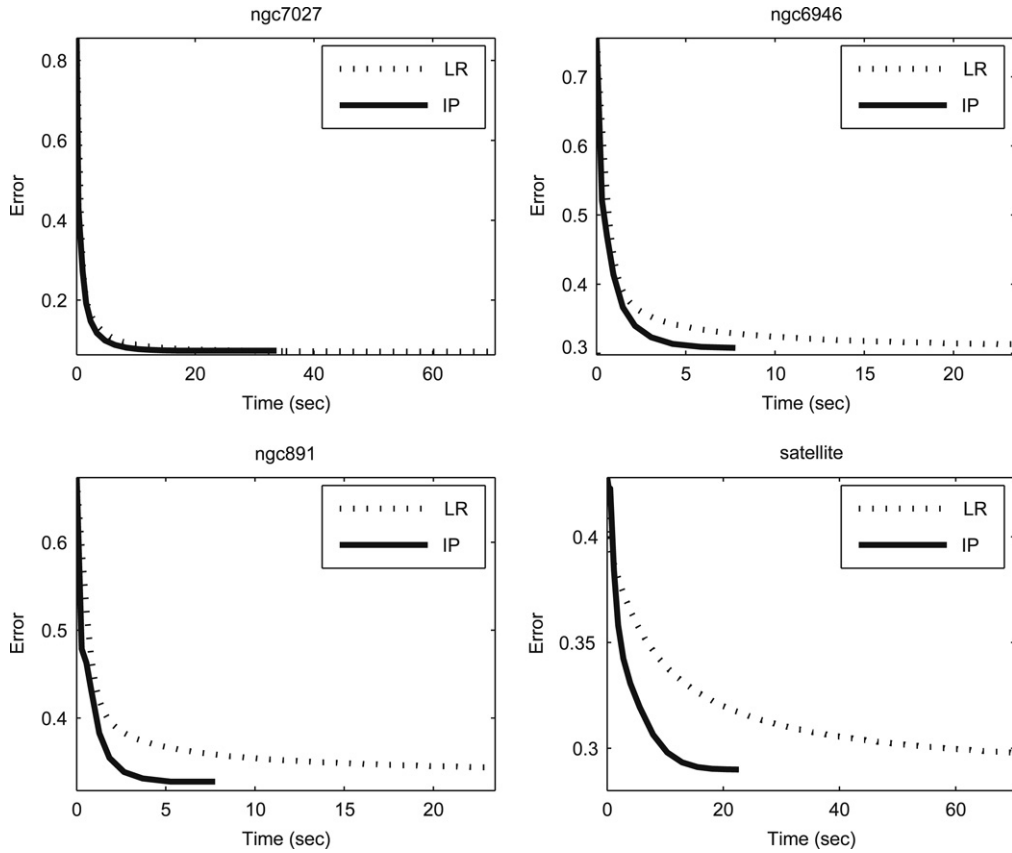 ngc7027
0.8
0.6
0.4
0.2
Error
0 20 40 60
Time (sec)
LR
IP
ngc6946
0.7
0.6
0.5
0.4
0.3
Error
0 5 10 15 20
Time (sec)
LR
IP
ngc891
0.6
0.5
0.4
Error
0 5 10 15 20
Time (sec)
LR
IP
satellite
0.4
0.35
0.3
Error
0 20 40 60
Time (sec)
LR
IP